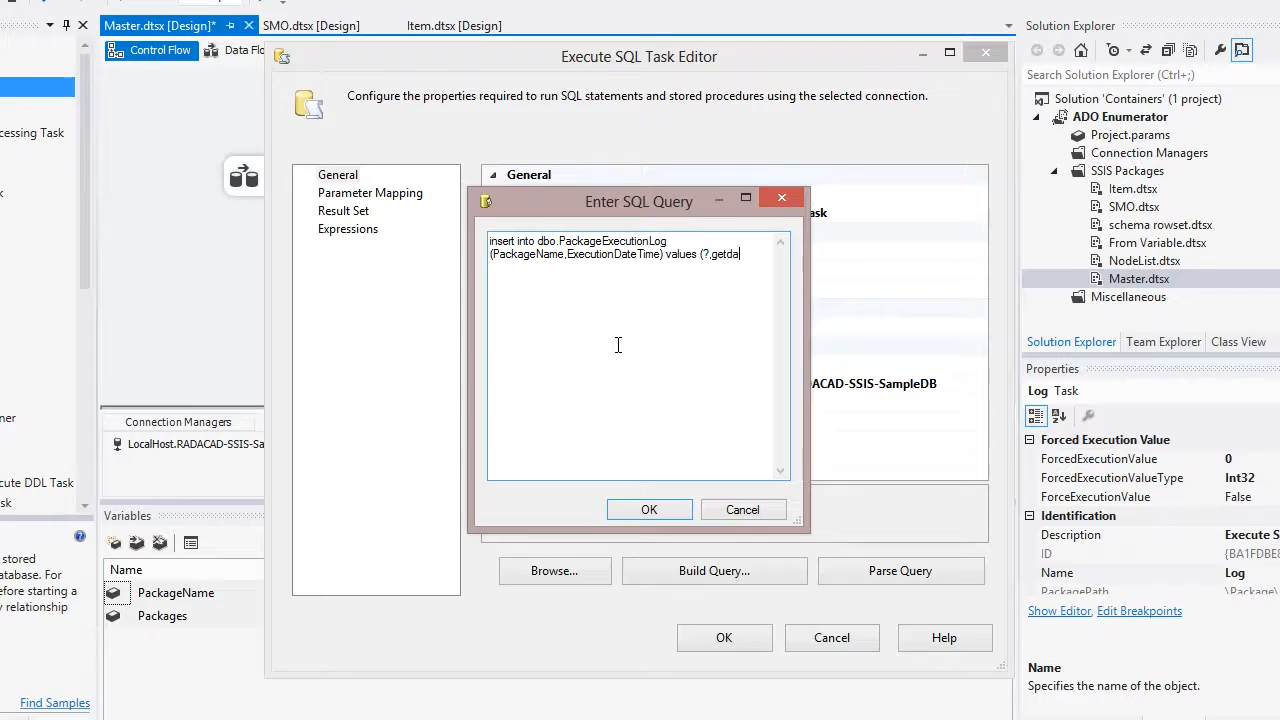 Master.dtsx [Design]*
SMO.dtsx [Design]
Item.dtsx [Design]
Solution Explorer
Control Flow
Data Flo
Execute SQL Task Editor
Search Solution Explorer (Ctrl+;)
Configure the properties required to run SQL statements and stored procedures using the selected connection.
Solution 'Containers' (1 project)
ADO Enumerator
Project.params
Connection Managers
SSIS Packages
Item.dtsx
SMO.dtsx
schema rowset.dtsx
From Variable.dtsx
NodeList.dtsx
Master.dtsx
Miscellaneous
ocessing Task
General
Parameter Mapping
Result Set
Expressions
General
ask
Enter SQL Query
insert into dbo.PackageExecutionLog
(PackageName,ExecutionDateTime) values (?,getda
OK
Cancel
ADACAD-SSIS-SampleDB
Browse...
Build Query...
Parse Query
OK
Cancel
Help
Solution Explorer
Team Explorer
Class View
Properties
Log Task
Forced Execution Value
ForcedExecutionValue
0
ForcedExecutionValueType
Int32
ForceExecutionValue
False
Identification
Description
Execute S
ID
{BA1FDBE8
Name
Log
PackagePath
\Package\
Show Editor, Edit Breakpoints
Name
Specifies the name of the object.
ner
ecute DDL Task
sk
Connection Managers
LocalHost.RADACAD-SSIS-Sa
Variables
Name
PackageName
Packages
stored
atabase. For
efore starting a
y relationship
Find Samples